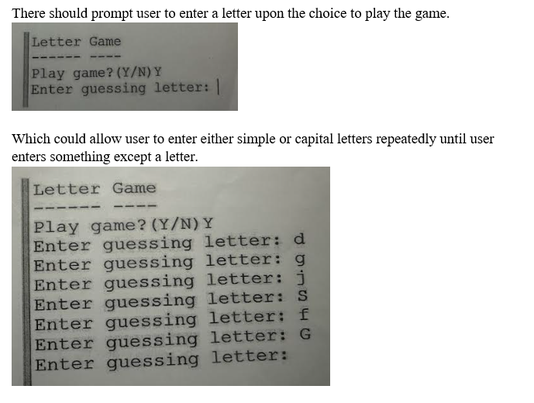 There should prompt user to enter a letter upon the choice to play the game.
Letter Game
------ ----
Play game?(Y/N)Y
Enter guessing letter:
Which could allow user to enter either simple or capital letters repeatedly until user
enters something except a letter.
Letter Game
------ ----
Play game?(Y/N)Y
Enter guessing letter: d
Enter guessing letter: g
Enter guessing letter: j
Enter guessing letter: S
Enter guessing letter: f
Enter guessing letter: G
Enter guessing letter: